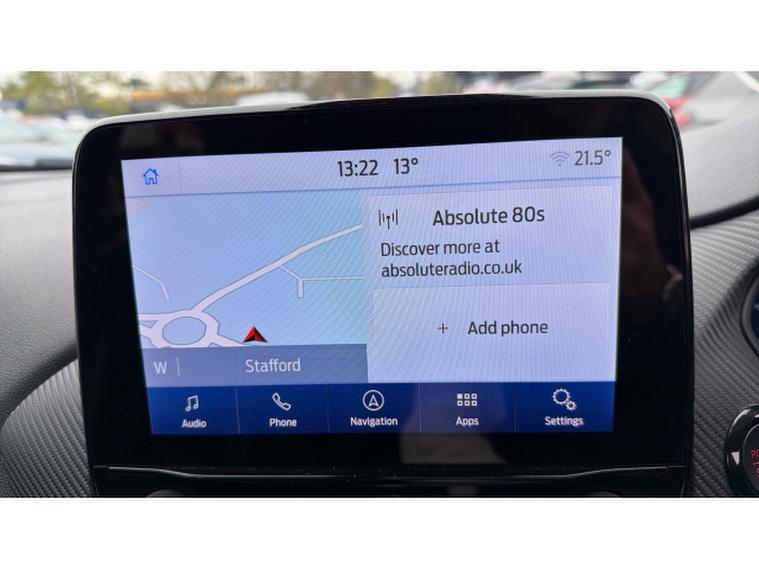 13:22 13° 21.5°
Absolute 80s
Discover more at
absoluteradio.co.uk
+ Add phone
W | Stafford
Audio Phone Navigation Apps Settings